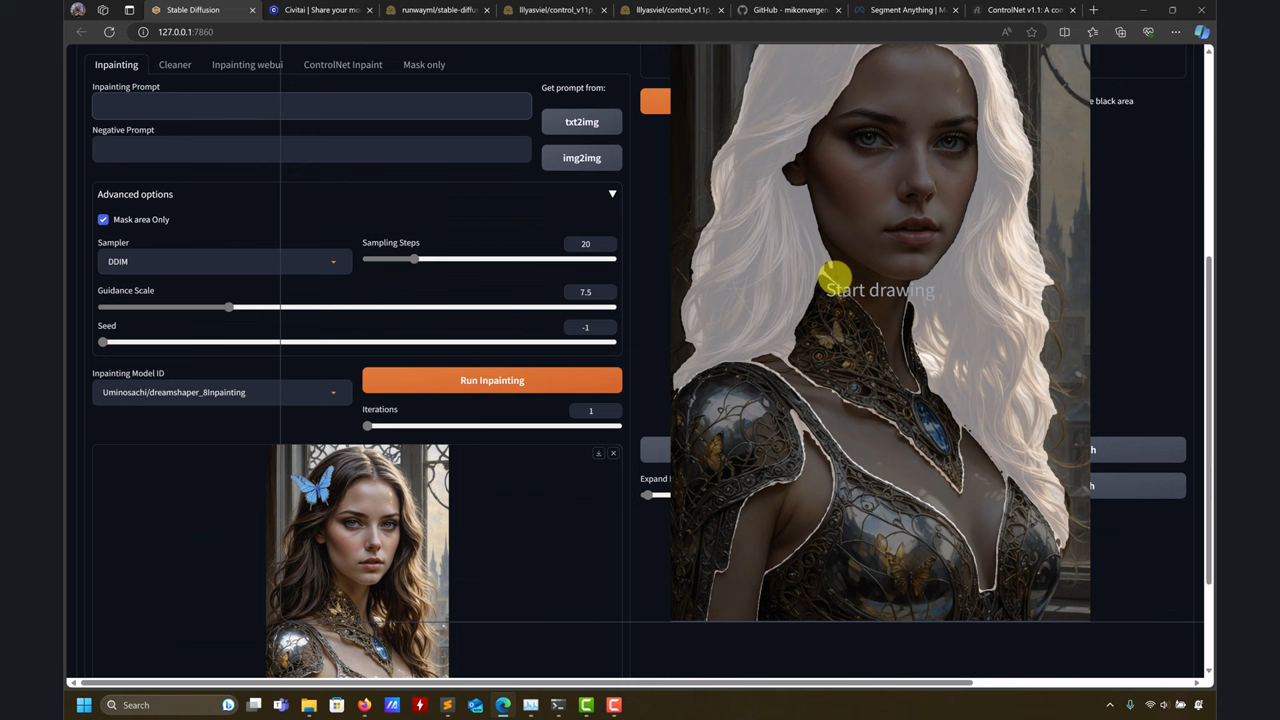 Stable Diffusion
Civitai | Share your mo
runwayml/stable-diffus
lllyasviel/control_v11p_
lllyasviel/control_v11p_
GitHub - mikonvergen
Segment Anything | M
ControlNet v1.1: A con
127.0.0.1:7860
Inpainting
Cleaner
Inpainting webui
ControlNet Inpaint
Mask only
Inpainting Prompt
Get prompt from:
txt2img
Negative Prompt
img2img
Advanced options
Mask area Only
Sampler
DDIM
Sampling Steps
20
Guidance Scale
7.5
Seed
-1
Inpainting Model ID
Uminosachi/dreamshaper_8Inpainting
Run Inpainting
Iterations
1
e black area
Start drawing
h
Expand
h
Search